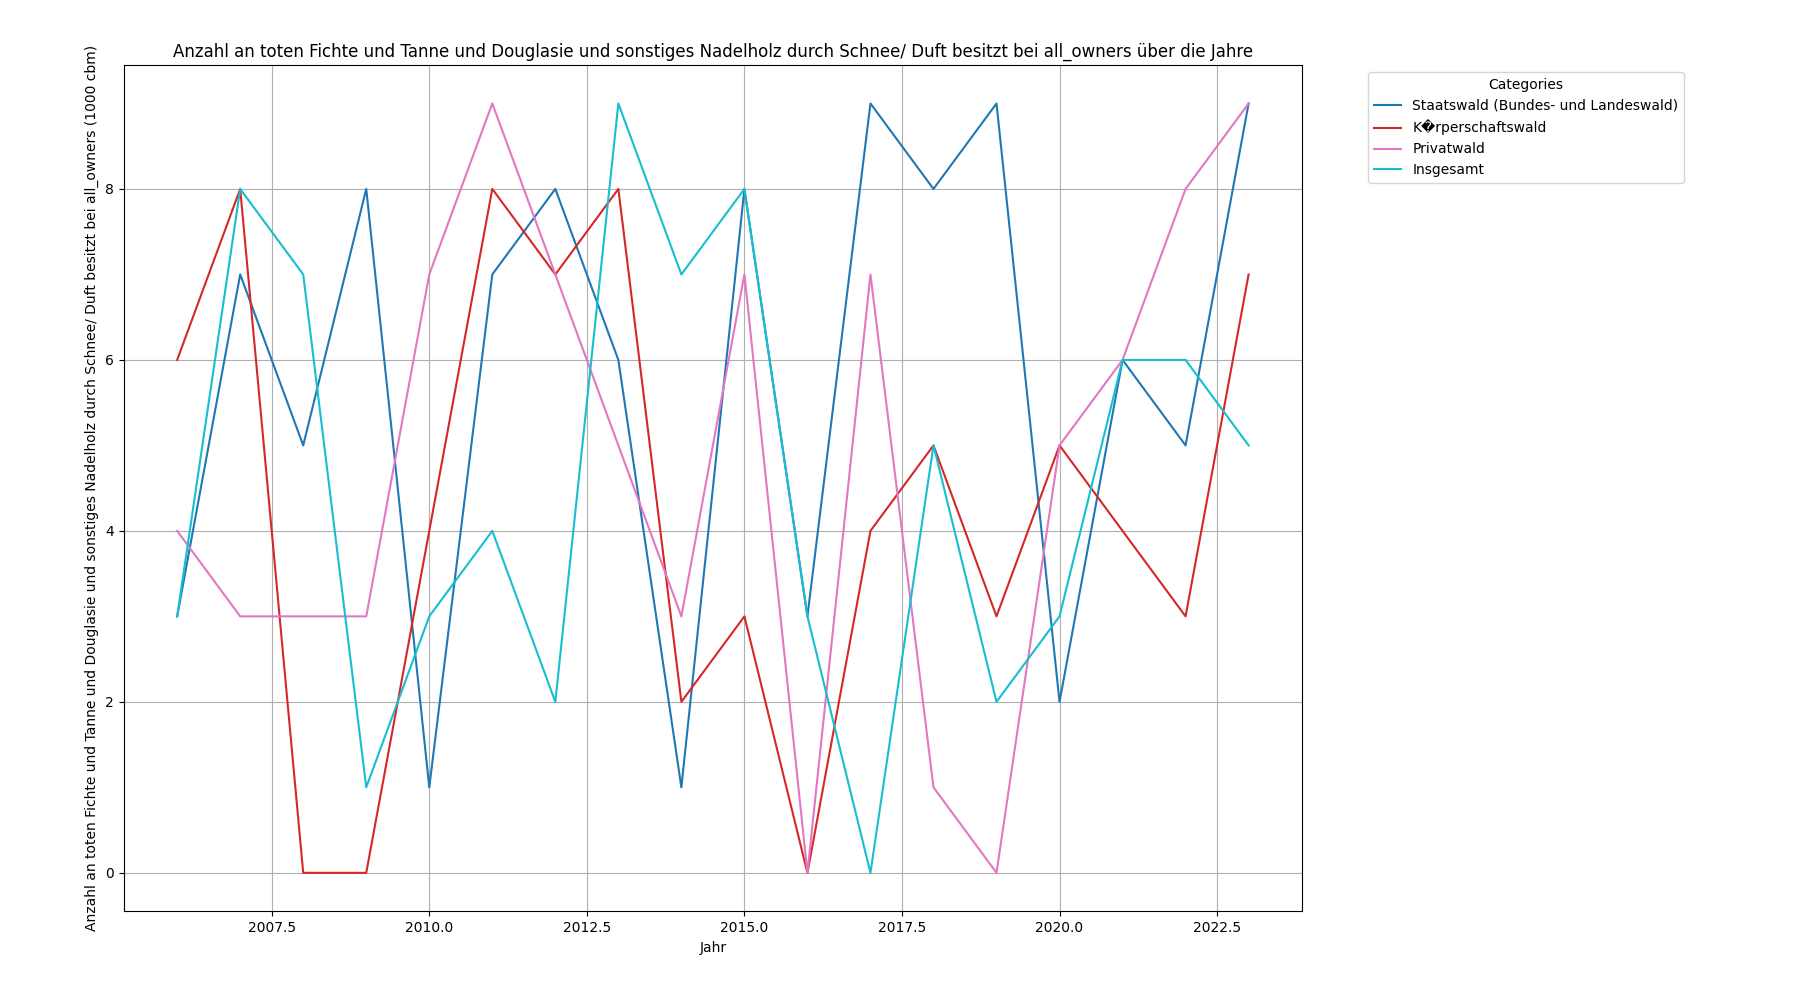 Anzahl an toten Fichte und Tanne und Douglasie und sonstiges Nadelholz durch Schnee/ Duft besitzt bei all_owners über die Jahre
Anzahl an toten Fichte und Tanne und Douglasie und sonstiges Nadelholz durch Schnee/ Duft besitzt bei all_owners (1000 cbm)
8
6
4
2
0
2007.5
2010.0
2012.5
2015.0
2017.5
2020.0
2022.5
Jahr
Categories
Staatswald (Bundes- und Landeswald)
K�rperschaftswald
Privatwald
Insgesamt